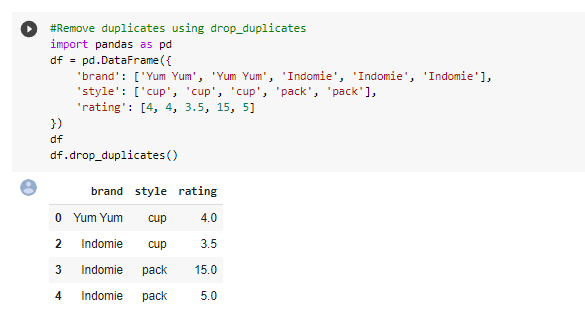 #Remove duplicates using drop_duplicates
import pandas as pd
df = pd.DataFrame({
    'brand': ['Yum Yum', 'Yum Yum', 'Indomie', 'Indomie', 'Indomie'],
    'style': ['cup', 'cup', 'cup', 'pack', 'pack'],
    'rating': [4, 4, 3.5, 15, 5]
})
df
df.drop_duplicates()
brand style rating
0 Yum Yum cup 4.0
2 Indomie cup 3.5
3 Indomie pack 15.0
4 Indomie pack 5.0